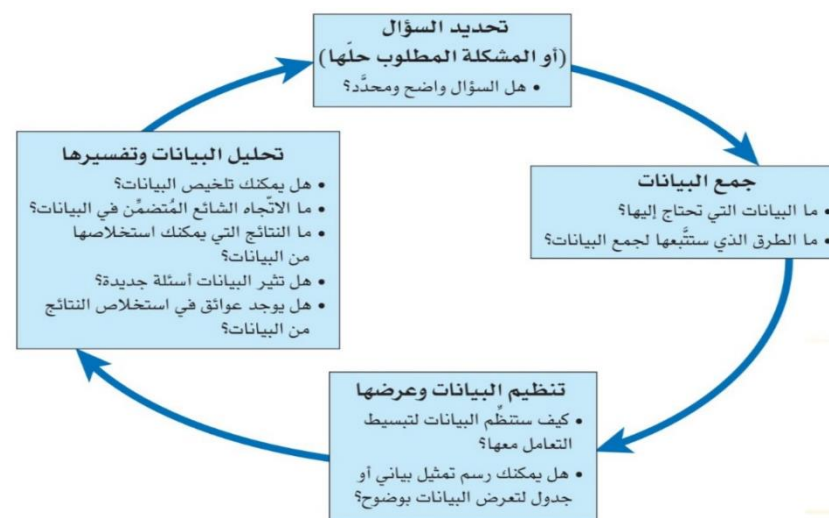 تحديد السؤال
(أو المشكلة المطلوب حلّها)
• هل السؤال واضح ومحدَّد؟
جمع البيانات
• ما البيانات التي تحتاج إليها؟
• ما الطرق الذي ستتَّبعها لجمع البيانات؟
تنظيم البيانات وعرضها
• كيف ستنظِّم البيانات لتبسيط
التعامل معها؟
• هل يمكنك رسم تمثيل بياني أو
جدول لتعرض البيانات بوضوح؟
تحليل البيانات وتفسيرها
• هل يمكنك تلخيص البيانات؟
• ما الاتّجاه الشائع المُتضمَّن في البيانات؟
• ما النتائج التي يمكنك استخلاصها
من البيانات؟
• هل تثير البيانات أسئلة جديدة؟
• هل يوجد عوائق في استخلاص النتائج
من البيانات؟